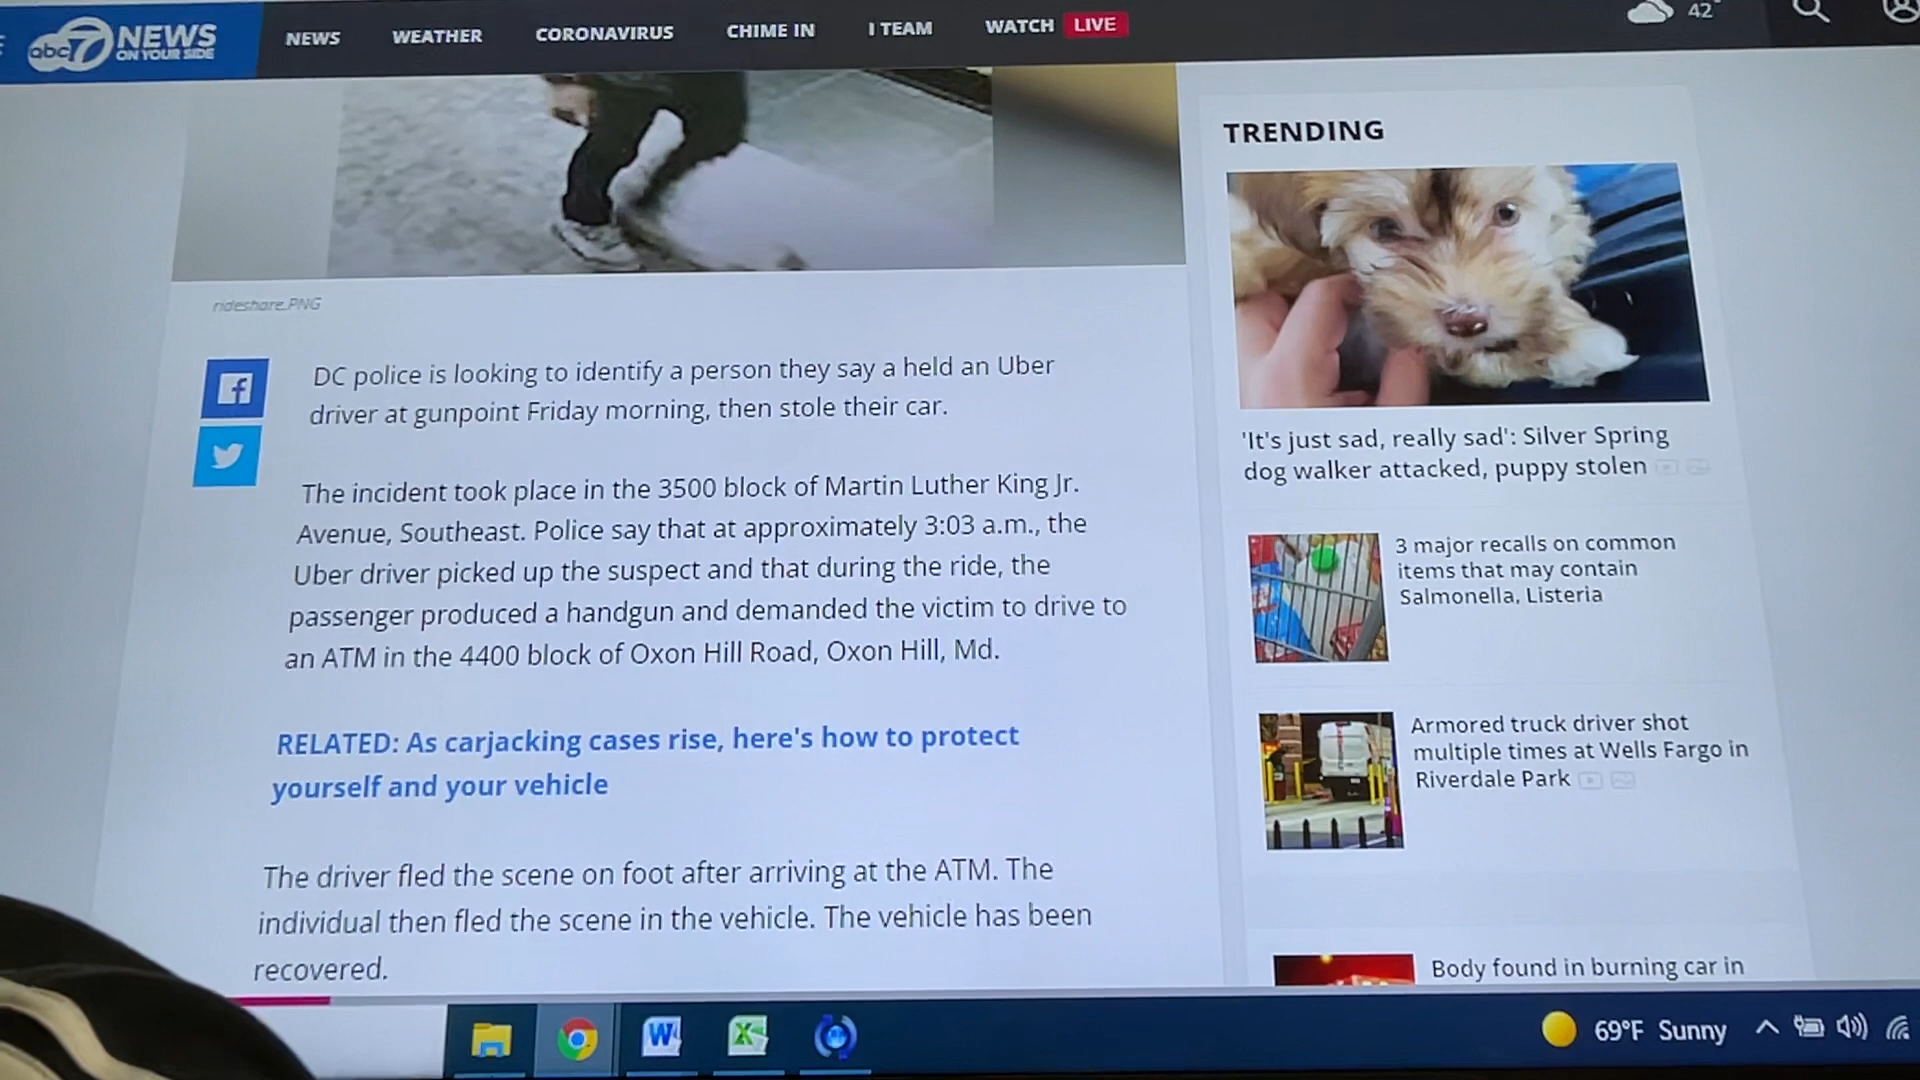 abc 7 NEWS
ON YOUR SIDE
NEWS
WEATHER
CORONAVIRUS
CHIME IN
I TEAM
WATCH LIVE
42°
rideshare.PNG
DC police is looking to identify a person they say a held an Uber
driver at gunpoint Friday morning, then stole their car.
The incident took place in the 3500 block of Martin Luther King Jr.
Avenue, Southeast. Police say that at approximately 3:03 a.m., the
Uber driver picked up the suspect and that during the ride, the
passenger produced a handgun and demanded the victim to drive to
an ATM in the 4400 block of Oxon Hill Road, Oxon Hill, Md.
RELATED: As carjacking cases rise, here's how to protect
yourself and your vehicle
The driver fled the scene on foot after arriving at the ATM. The
individual then fled the scene in the vehicle. The vehicle has been
recovered.
TRENDING
'It's just sad, really sad': Silver Spring
dog walker attacked, puppy stolen
3 major recalls on common
items that may contain
Salmonella, Listeria
Armored truck driver shot
multiple times at Wells Fargo in
Riverdale Park
Body found in burning car in
69°F Sunny